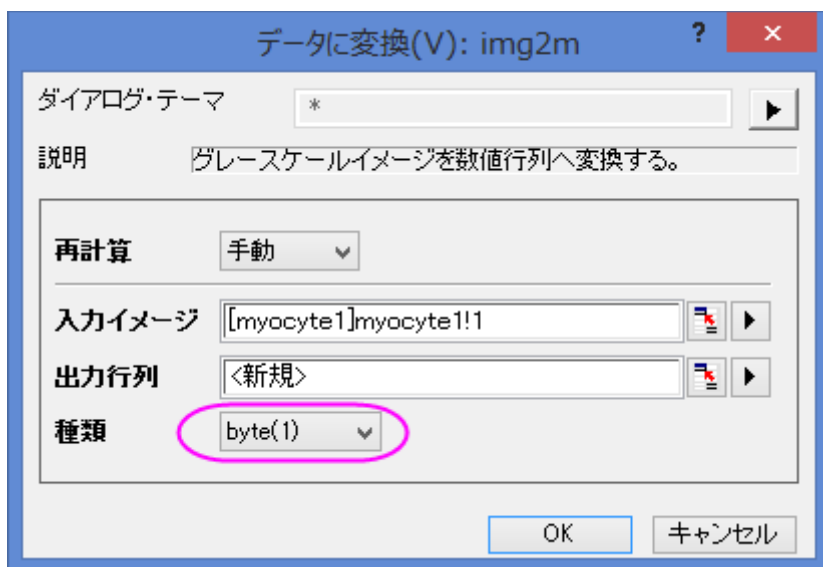 データに変換(V): img2m
? ×
ダイアログ・テーマ *
説明 グレースケールイメージを数値行列へ変換する。
再計算 手動
入力イメージ [myocyte1]myocyte1!1
出力行列 <新規>
種類 byte(1)
OK キャンセル